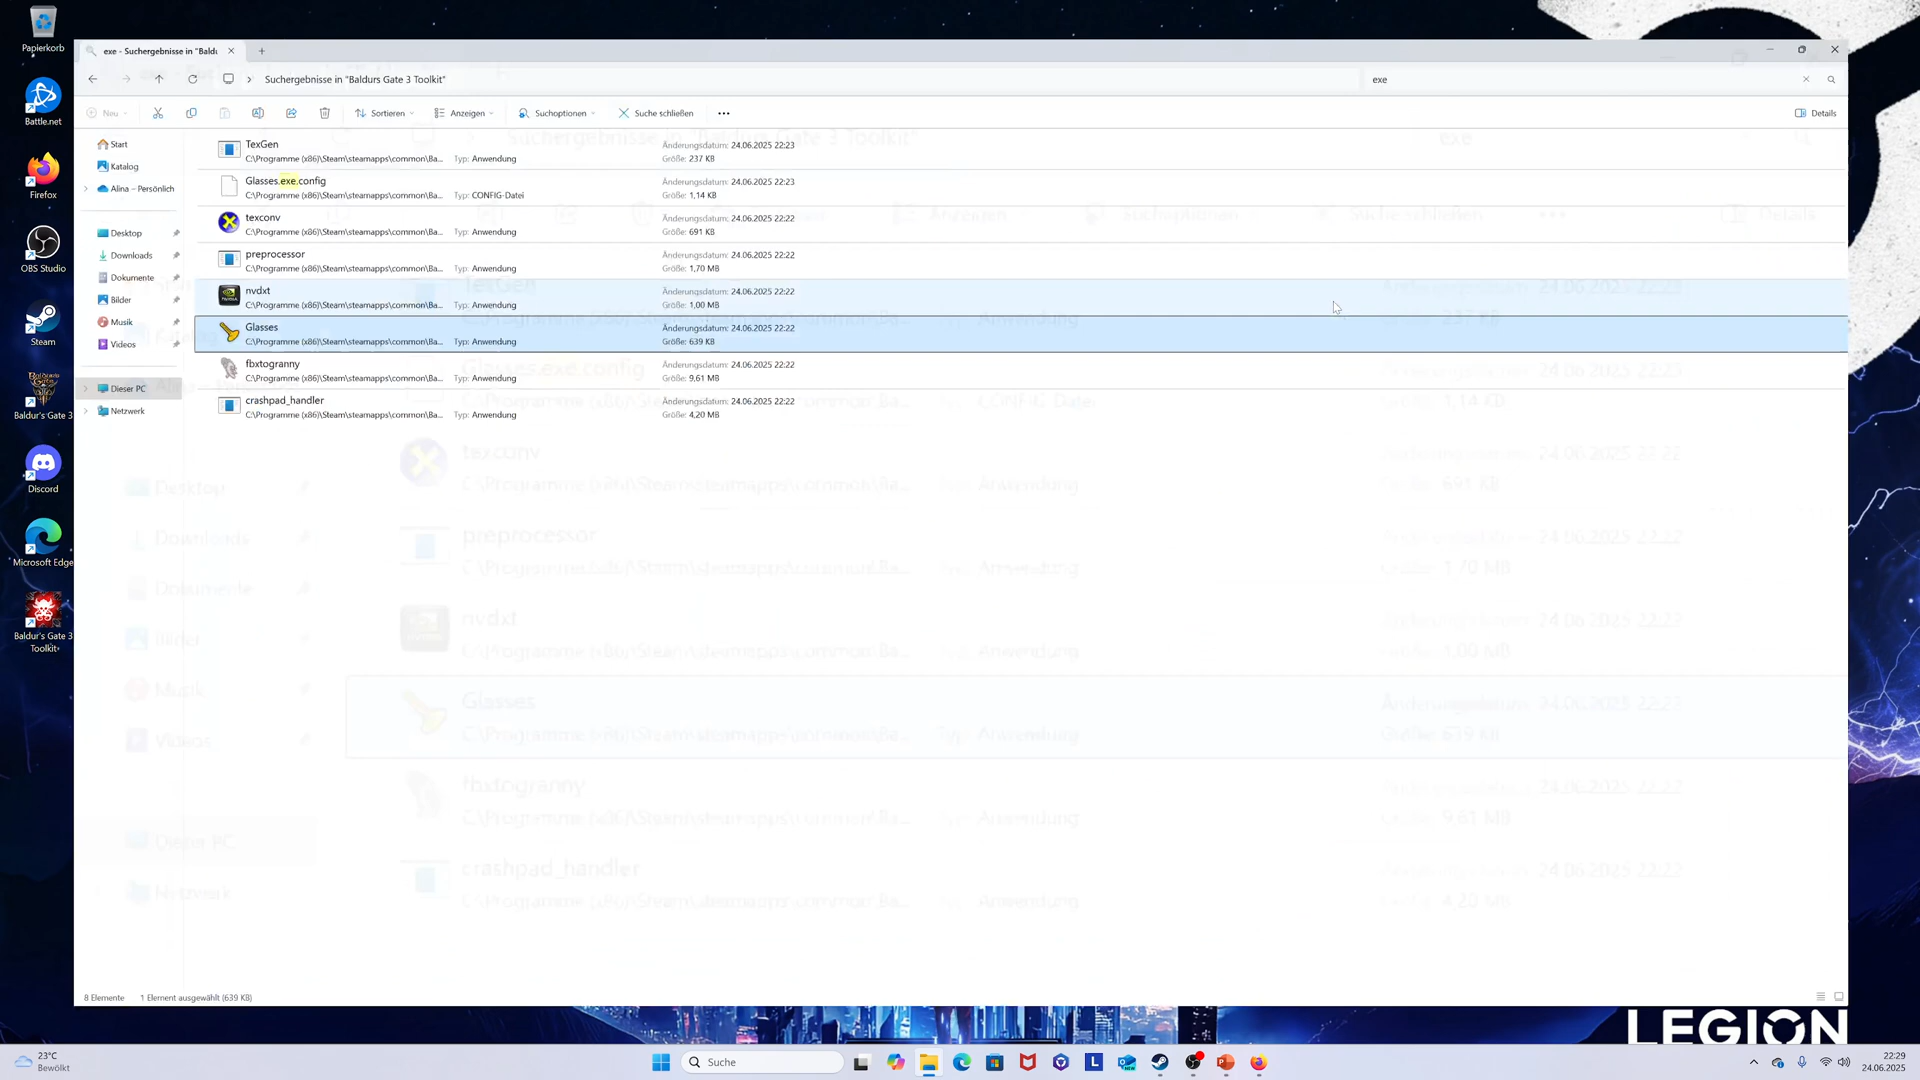 Papierkorb
Battle.net
Firefox
OBS Studio
Steam
Baldur's Gate 3
Discord
Microsoft Edge
Baldur's Gate 3
Toolkit
exe - Suchergebnisse in "Baldu
Suchergebnisse in "Baldurs Gate 3 Toolkit"
exe
Neu
Sortieren
Anzeigen
Suchoptionen
Suche schließen
Details
Start
Katalog
Alina – Persönlich
Desktop
Downloads
Dokumente
Bilder
Musik
Videos
Dieser PC
Netzwerk
TexGen
C:\Programme (x86)\Steam\steamapps\common\Ba... Typ: Anwendung
Änderungsdatum: 24.06.2025 22:23
Größe: 237 KB
Glasses.exe.config
C:\Programme (x86)\Steam\steamapps\common\Ba... Typ: CONFIG-Datei
Änderungsdatum: 24.06.2025 22:23
Größe: 1,14 KB
texconv
C:\Programme (x86)\Steam\steamapps\common\Ba... Typ: Anwendung
Änderungsdatum: 24.06.2025 22:22
Größe: 691 KB
preprocessor
C:\Programme (x86)\Steam\steamapps\common\Ba... Typ: Anwendung
Änderungsdatum: 24.06.2025 22:22
Größe: 1,70 MB
nvdxt
C:\Programme (x86)\Steam\steamapps\common\Ba... Typ: Anwendung
Änderungsdatum: 24.06.2025 22:22
Größe: 1,00 MB
Glasses
C:\Programme (x86)\Steam\steamapps\common\Ba... Typ: Anwendung
Änderungsdatum: 24.06.2025 22:22
Größe: 639 KB
fbxtogranny
C:\Programme (x86)\Steam\steamapps\common\Ba... Typ: Anwendung
Änderungsdatum: 24.06.2025 22:22
Größe: 9,61 MB
crashpad_handler
C:\Programme (x86)\Steam\steamapps\common\Ba... Typ: Anwendung
Änderungsdatum: 24.06.2025 22:22
Größe: 4,20 MB
8 Elemente 1 Element ausgewählt (639 KB)
LEGION
23°C
Bewölkt
Suche
22:29
24.06.2025